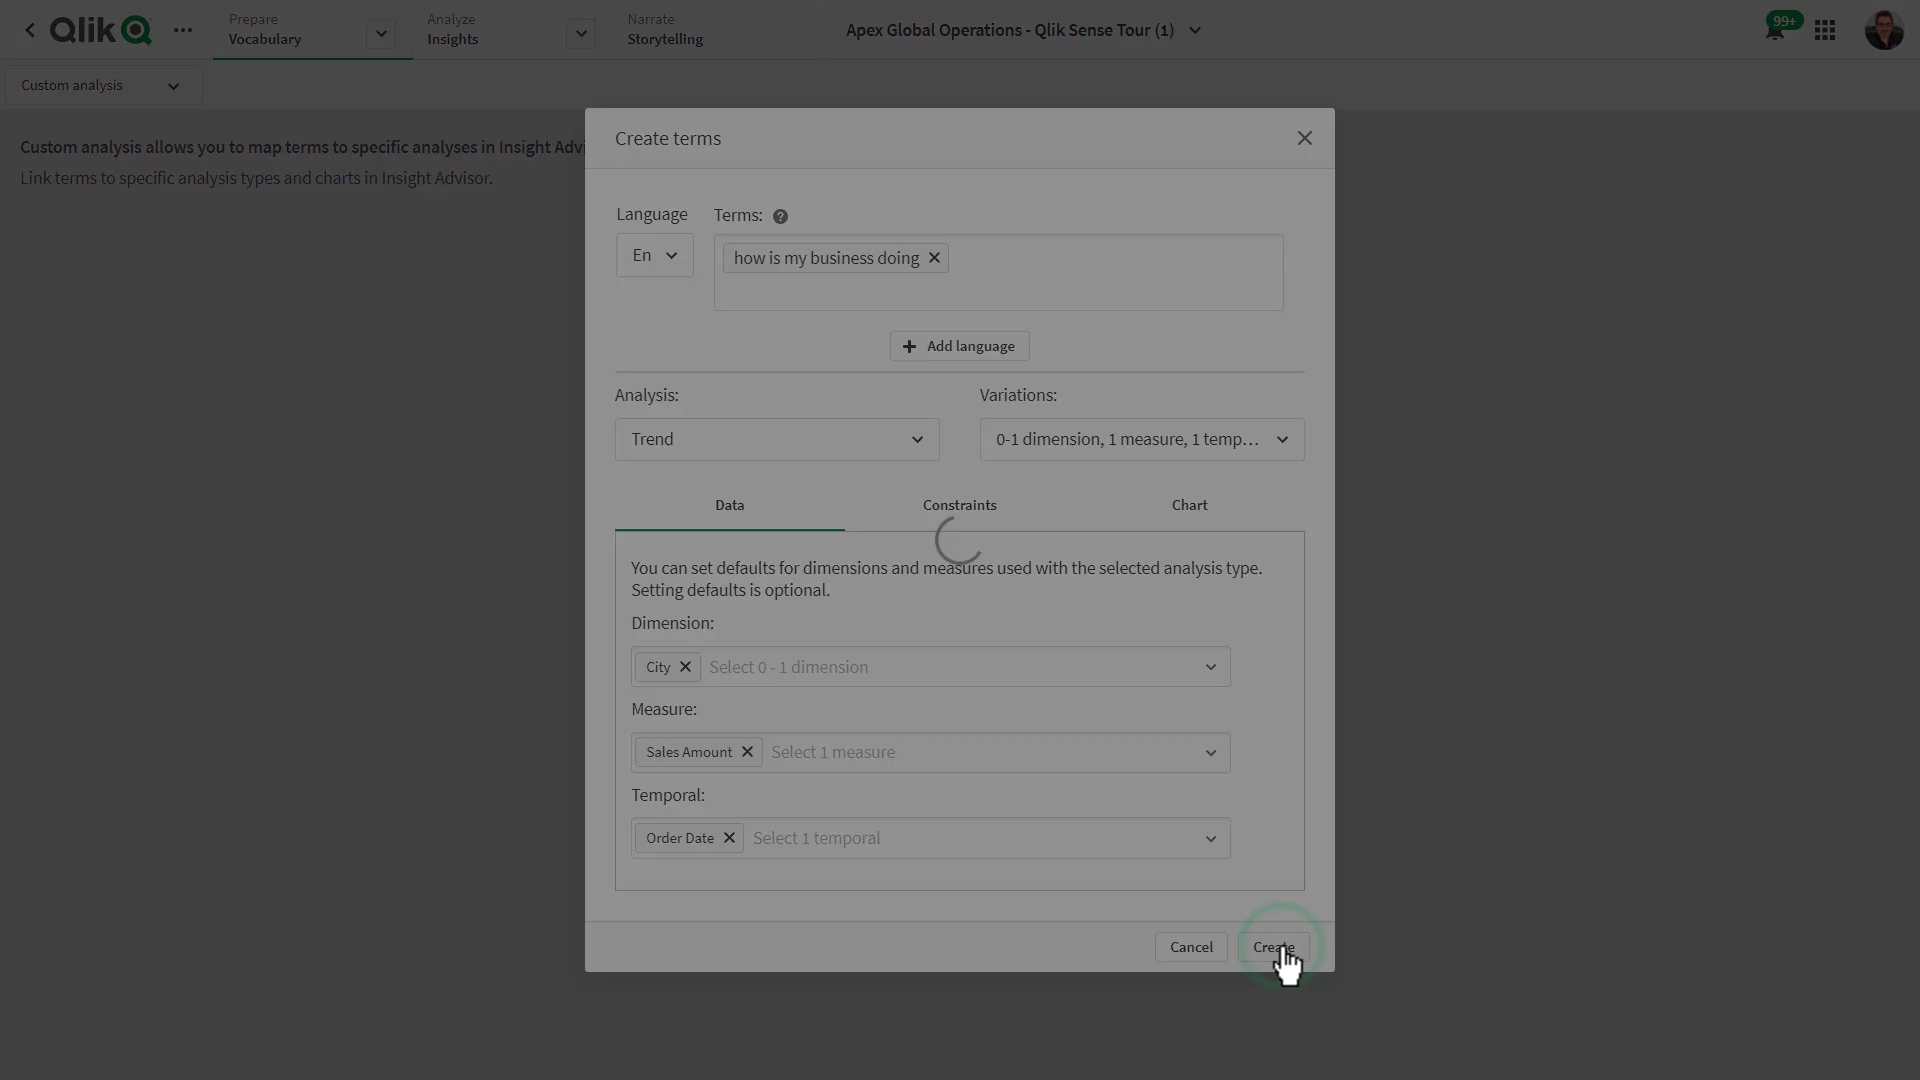 Qlik
Prepare
Vocabulary
Analyze
Insights
Narrate
Storytelling
Apex Global Operations - Qlik Sense Tour (1)
99+
Custom analysis
Custom analysis allows you to map terms to specific analyses in Insight Advi
Link terms to specific analysis types and charts in Insight Advisor.
Create terms
Language
Terms: ?
En
how is my business doing
Add language
Analysis:
Variations:
Trend
0-1 dimension, 1 measure, 1 temp...
Data
Constraints
Chart
You can set defaults for dimensions and measures used with the selected analysis type.
Setting defaults is optional.
Dimension:
City
Select 0 - 1 dimension
Measure:
Sales Amount
Select 1 measure
Temporal:
Order Date
Select 1 temporal
Cancel
Create